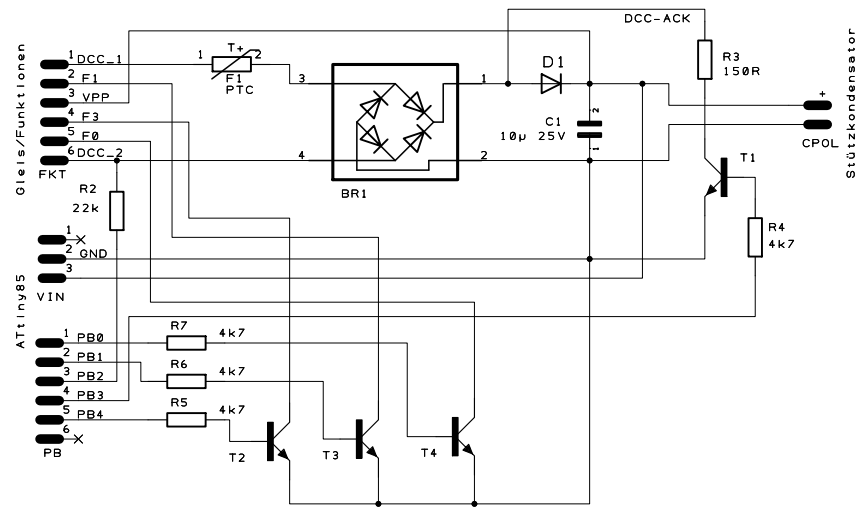 DCC-ACK
Gleis/Funktionen
1 DCC_1
2 F1
3 VPP
4 F3
5 F0
6 DCC_2
FKT
1 T+ 2
F1
PTC
3
4
1
2
BR1
D1
C1
10µ 25V
2
1
R3
150R
+
CPOL
Stützkondensator
T1
R2
22k
R4
4k7
ATtiny85
1
2 GND
3
VIN
1 PB0
2 PB1
3 PB2
4 PB3
5 PB4
6
PB
R7
4k7
R6
4k7
R5
4k7
T2
T3
T4